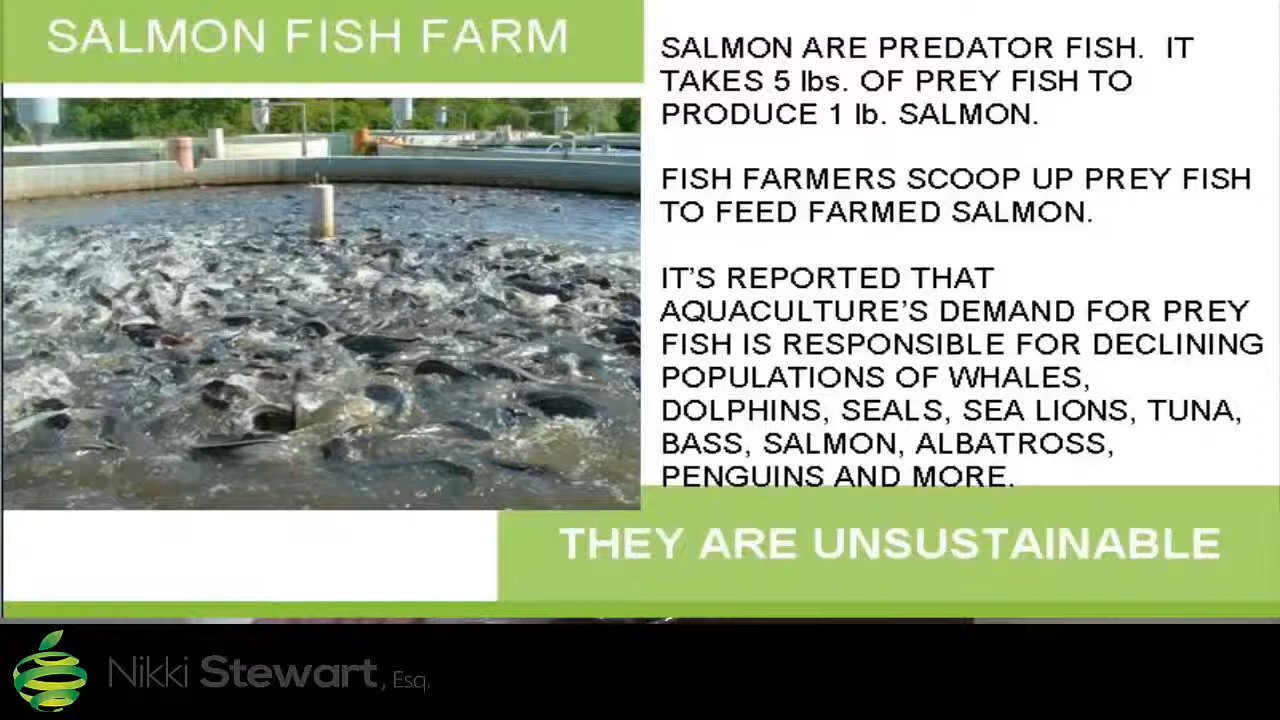 SALMON FISH FARM
SALMON ARE PREDATOR FISH. IT
TAKES 5 lbs. OF PREY FISH TO
PRODUCE 1 lb. SALMON.
FISH FARMERS SCOOP UP PREY FISH
TO FEED FARMED SALMON.
IT'S REPORTED THAT
AQUACULTURE'S DEMAND FOR PREY
FISH IS RESPONSIBLE FOR DECLINING
POPULATIONS OF WHALES,
DOLPHINS, SEALS, SEA LIONS, TUNA,
BASS, SALMON, ALBATROSS,
PENGUINS AND MORE.
THEY ARE UNSUSTAINABLE
Nikki Stewart, Esq.